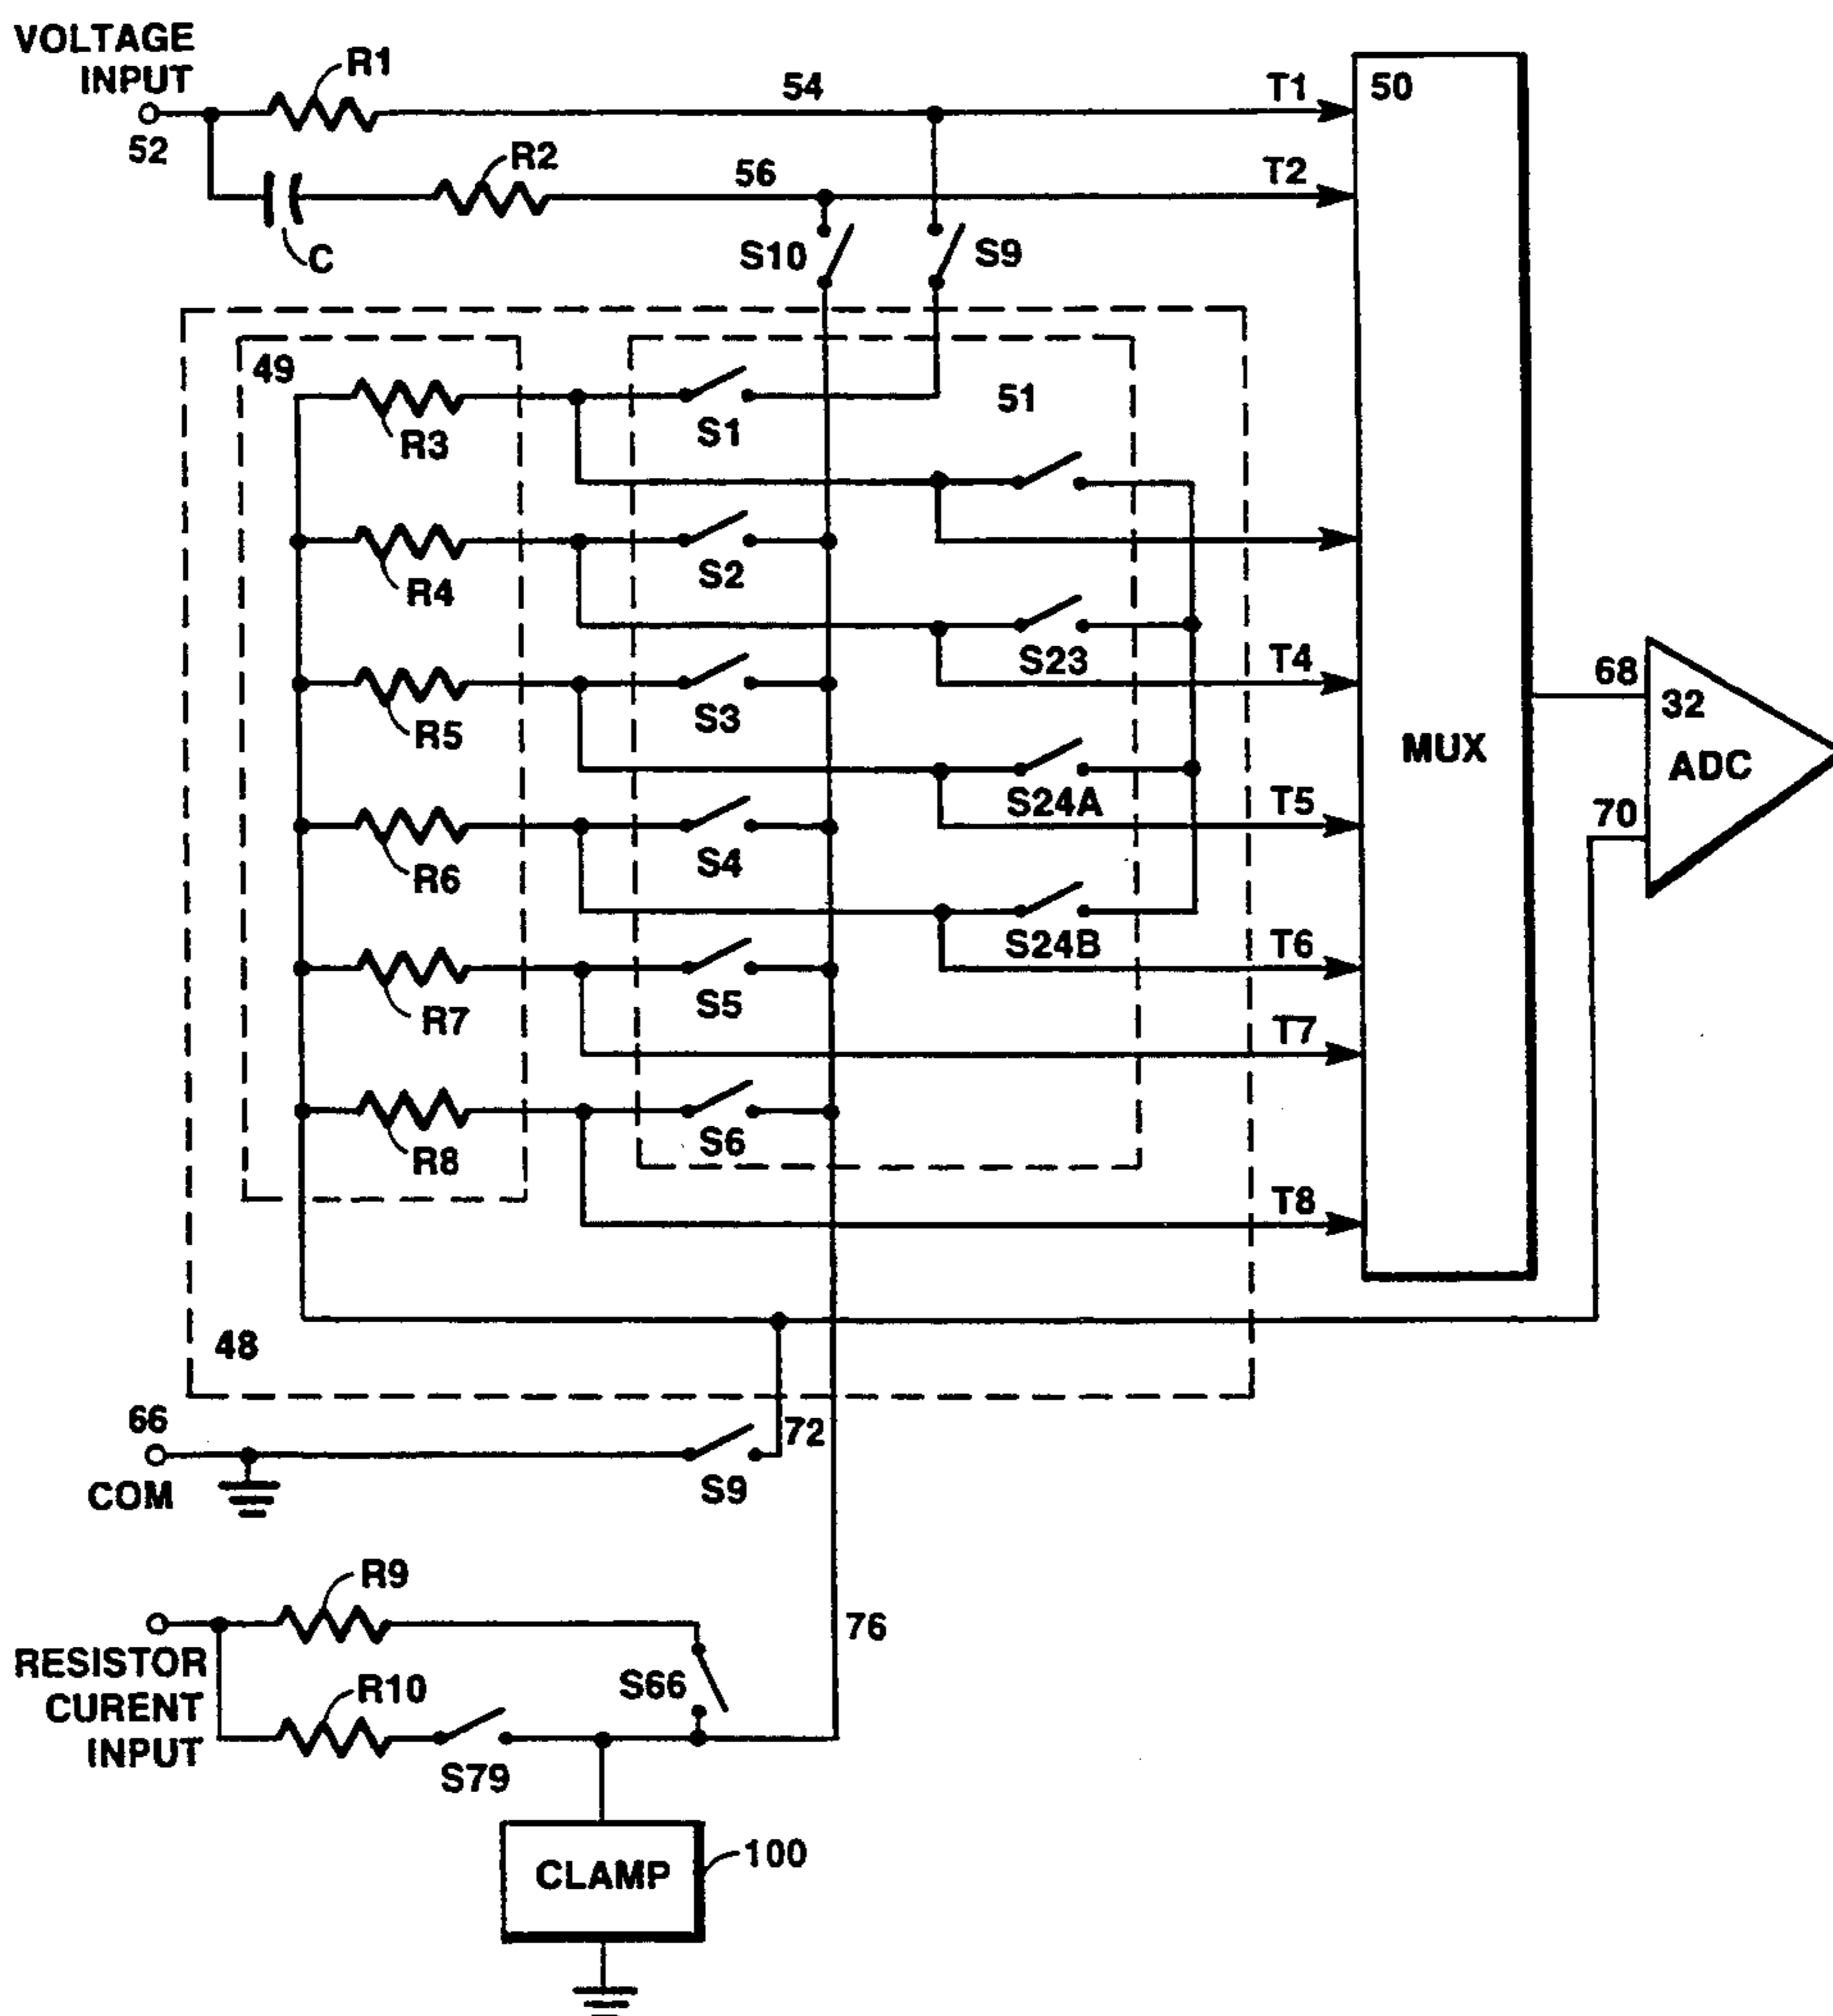 VOLTAGE
INPUT
52
R1
54
T1
50
R2
56
T2
C
S10
S9
49
R3
S1
51
R4
S2
S23
T4
R5
S3
S24A
T5
R6
S4
S24B
T6
R7
S5
T7
R8
S6
T8
MUX
68
32
ADC
70
48
66
COM
72
S9
R9
76
RESISTOR
CURENT
INPUT
R10
S66
S79
CLAMP
100